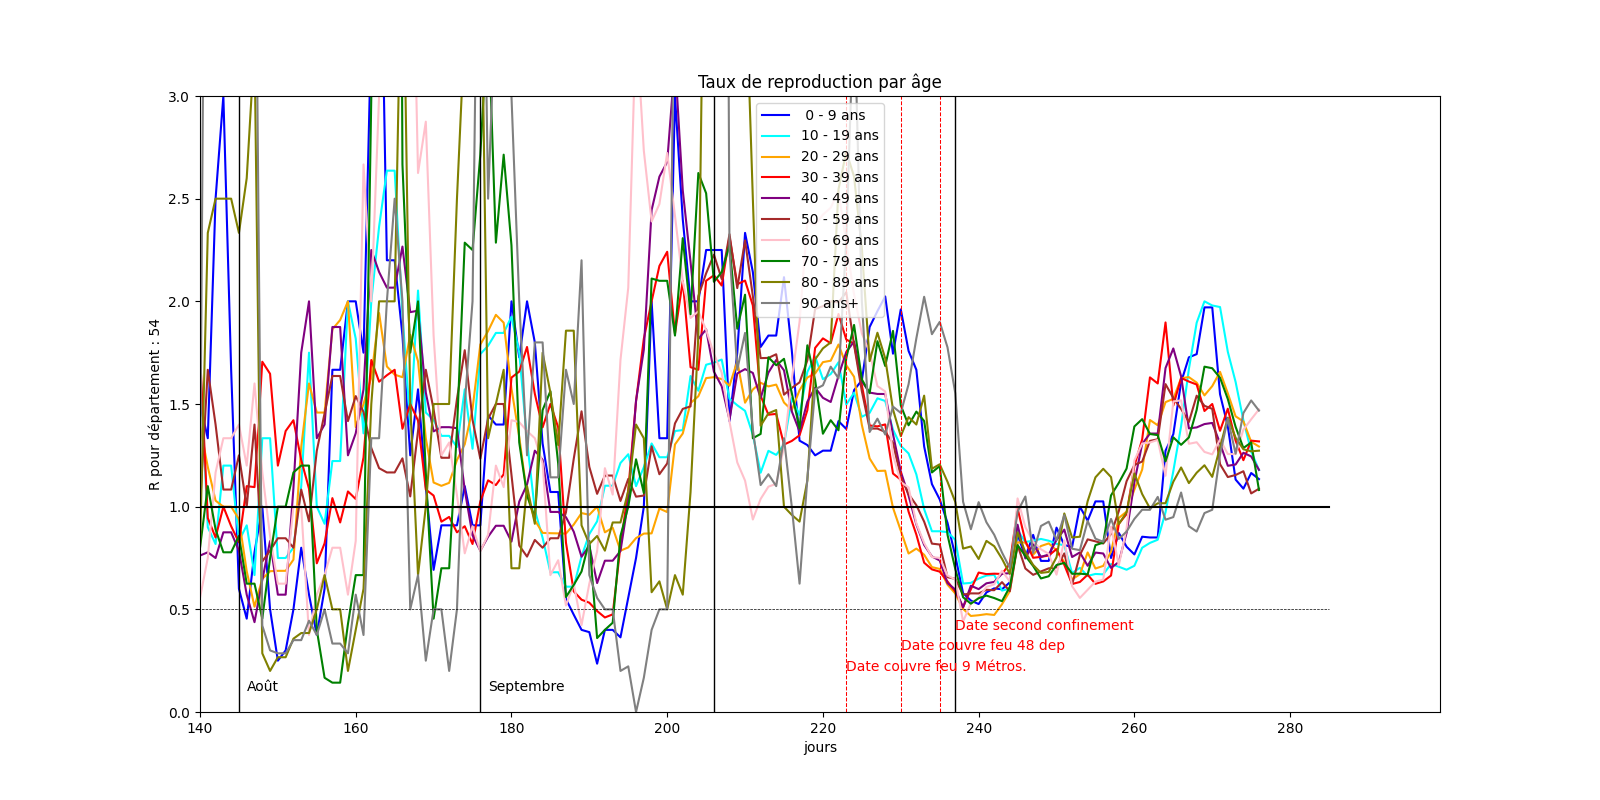 Taux de reproduction par âge
R pour département : 54
3.0
2.5
2.0
1.5
1.0
0.5
0.0
0 - 9 ans
10 - 19 ans
20 - 29 ans
30 - 39 ans
40 - 49 ans
50 - 59 ans
60 - 69 ans
70 - 79 ans
80 - 89 ans
90 ans+
Date second confinement
Date couvre feu 48 dep
Date couvre feu 9 Métros.
Août
Septembre
140 160 180 200 220 240 260 280
jours